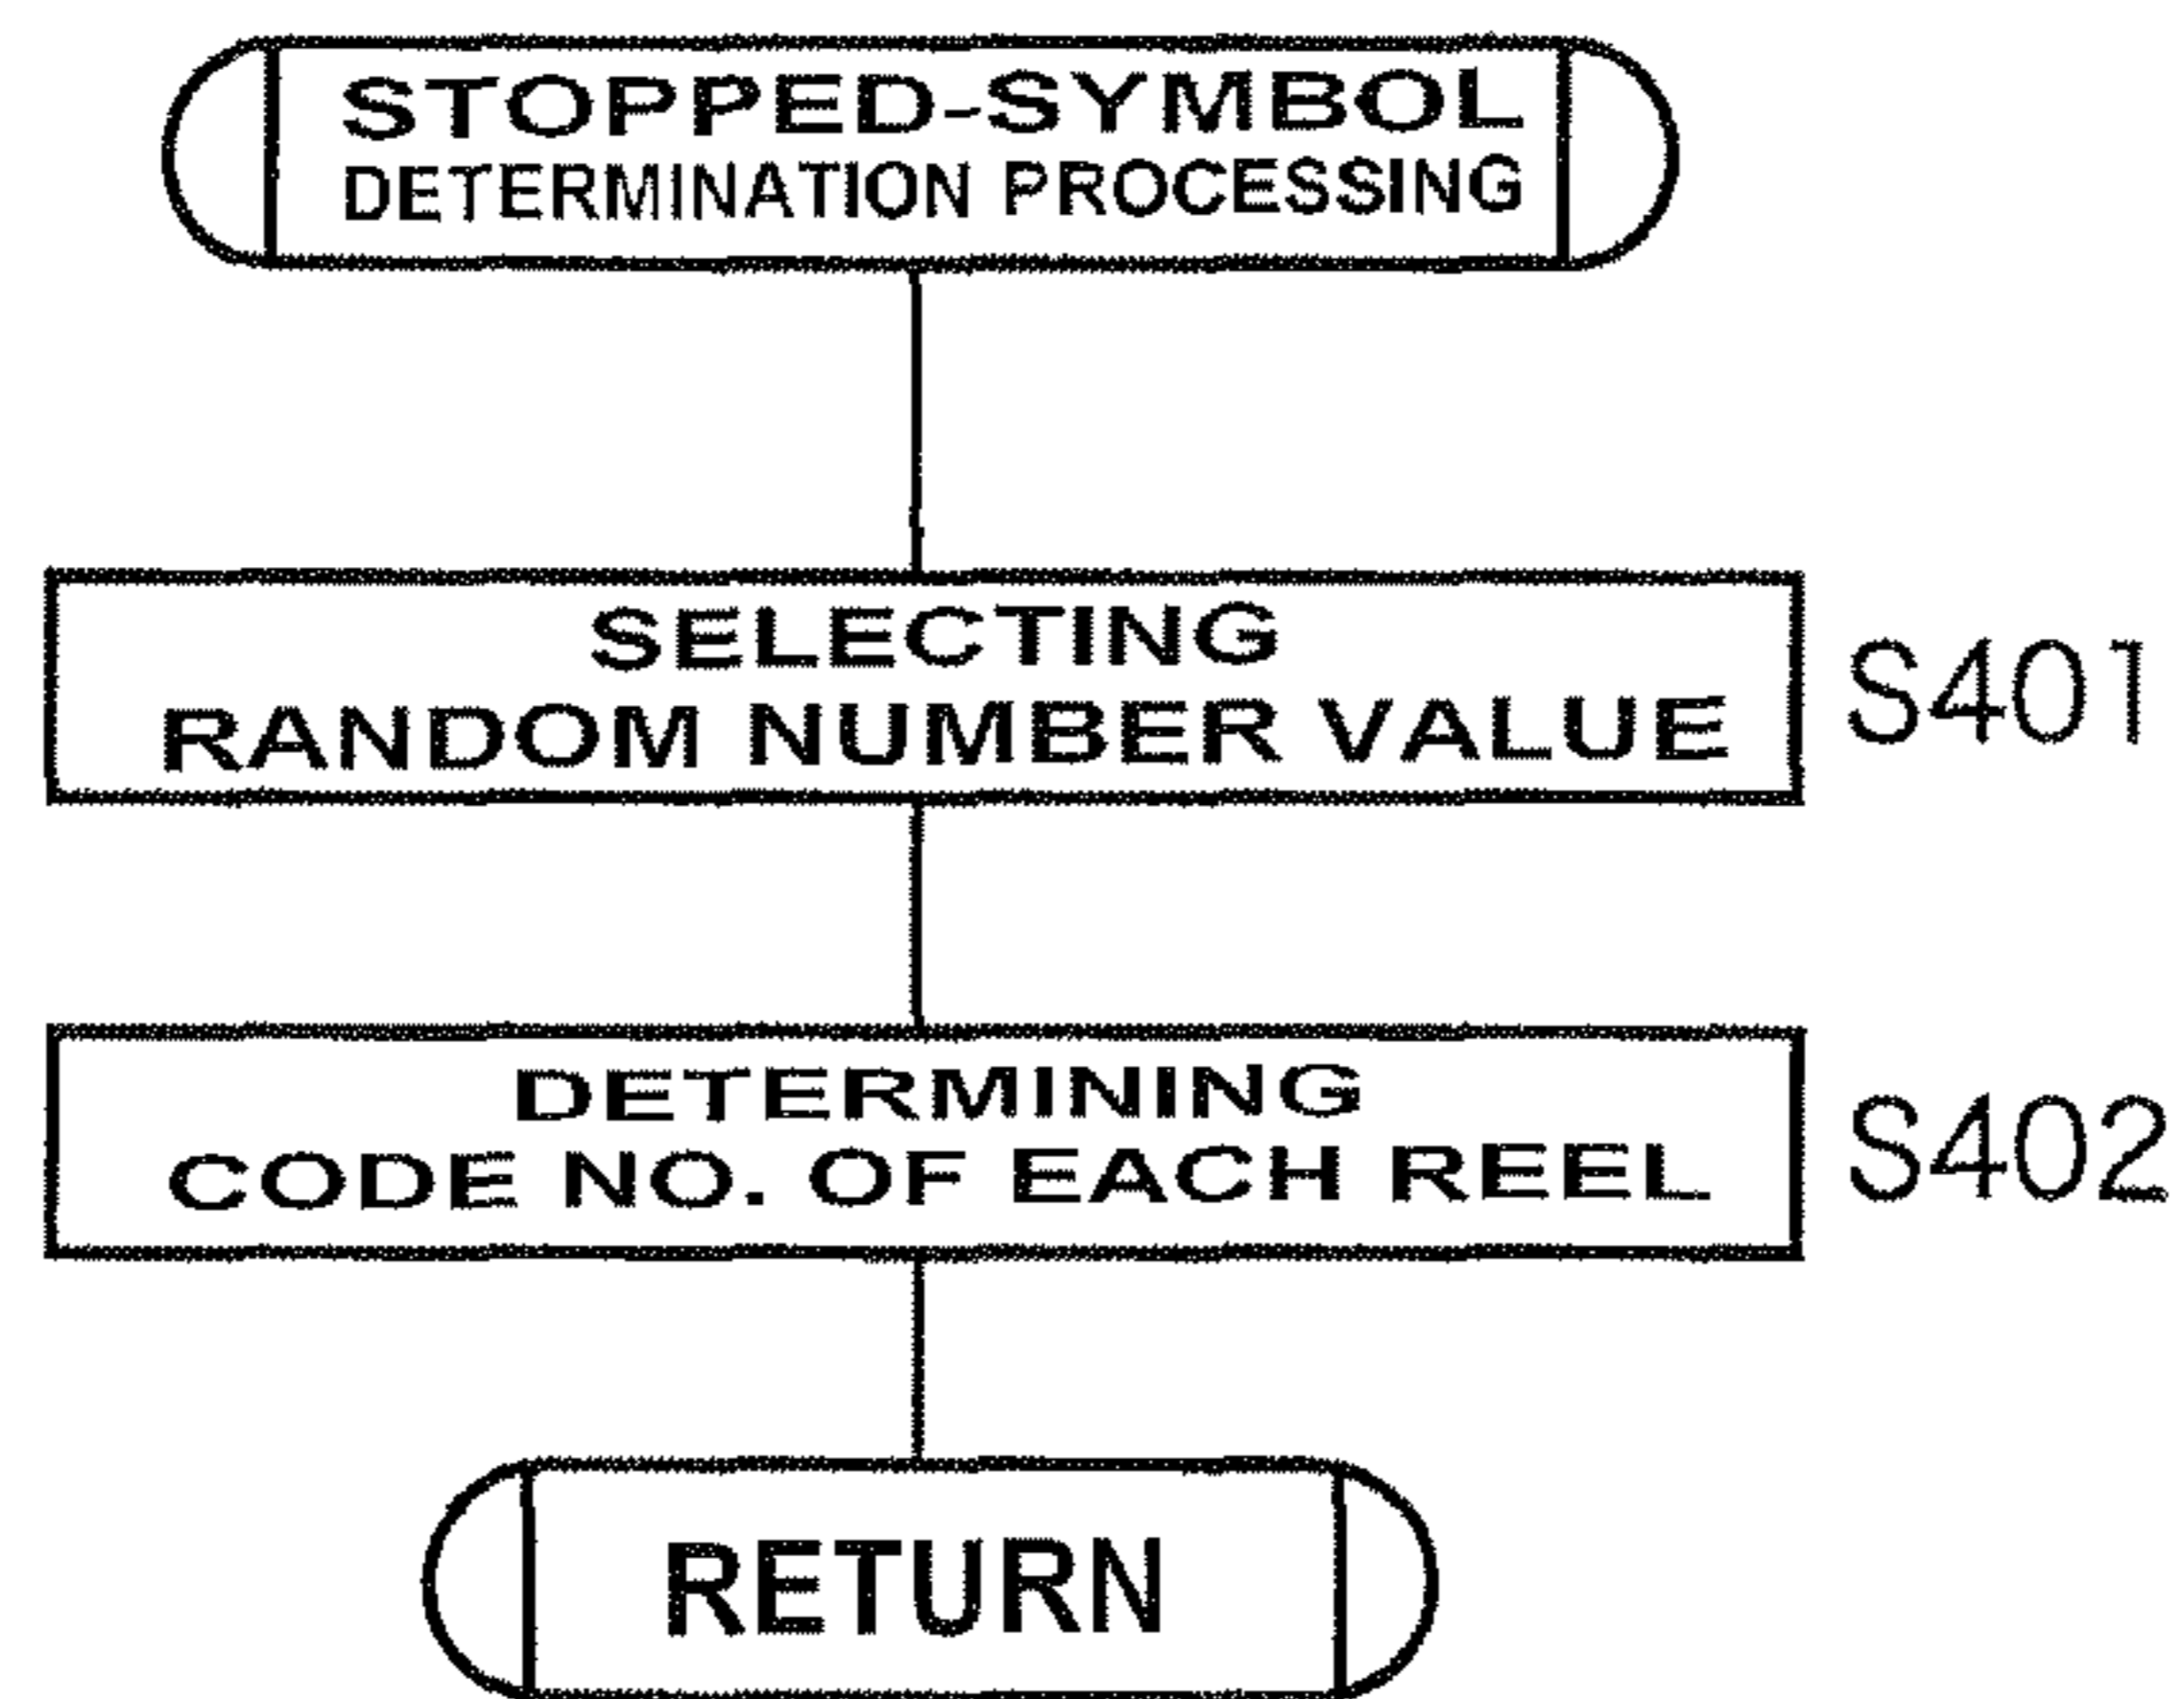 STOPPED-SYMBOL
DETERMINATION PROCESSING
SELECTING
RANDOM NUMBER VALUE
S401
DETERMINING
CODE NO. OF EACH REEL
S402
RETURN